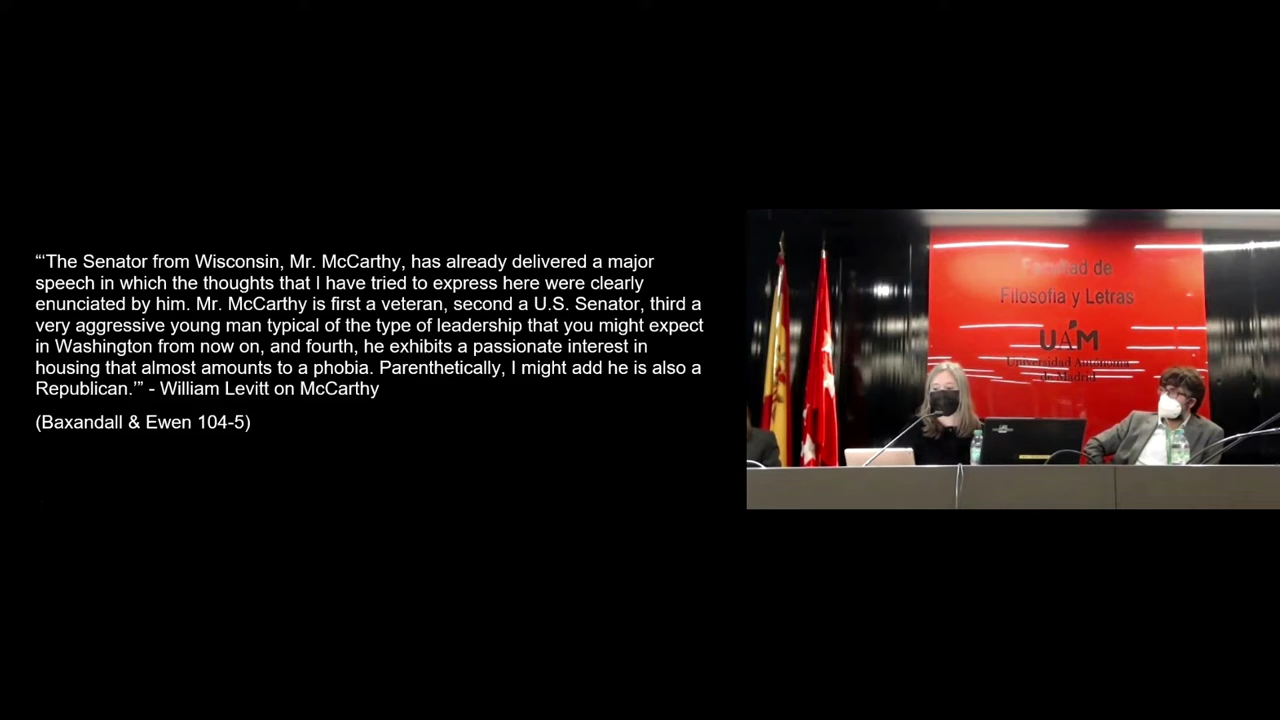 “‘The Senator from Wisconsin, Mr. McCarthy, has already delivered a major
speech in which the thoughts that I have tried to express here were clearly
enunciated by him. Mr. McCarthy is first a veteran, second a U.S. Senator, third a
very aggressive young man typical of the type of leadership that you might expect
in Washington from now on, and fourth, he exhibits a passionate interest in
housing that almost amounts to a phobia. Parenthetically, I might add he is also a
Republican.’” - William Levitt on McCarthy
(Baxandall & Ewen 104-5)
Facultad de
Filosofía y Letras
UAM
Universidad Autónoma
de Madrid